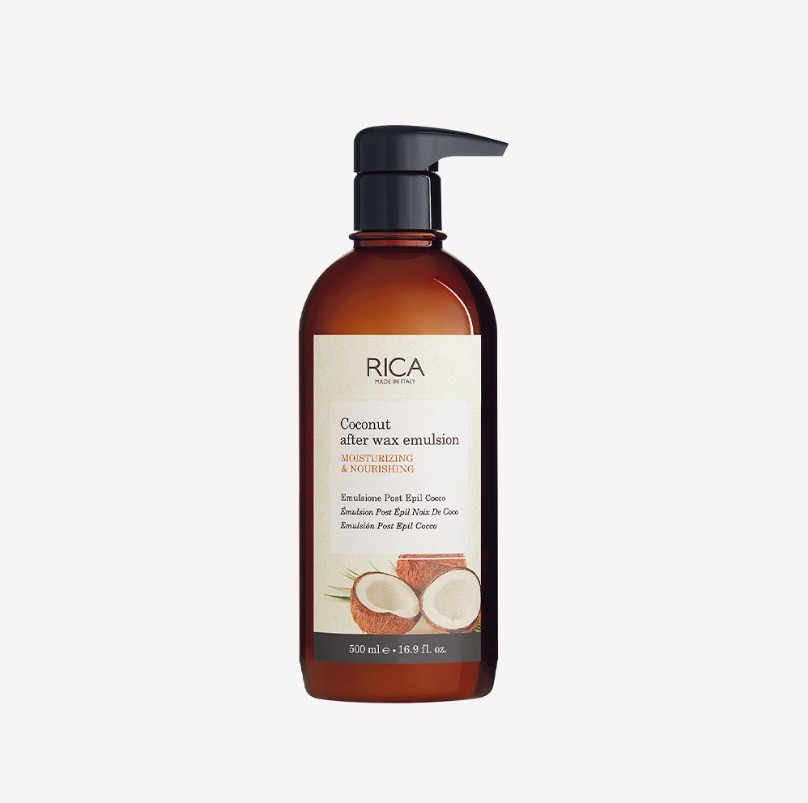 RICA
MADE IN ITALY
Coconut
after wax emulsion
MOISTURIZING
& NOURISHING
Emulsione Post Epil Cocco
Émulsion Post Épil Noix De Coco
Emulsión Post Epil Cocco
500 ml ℮ • 16.9 fl. oz.